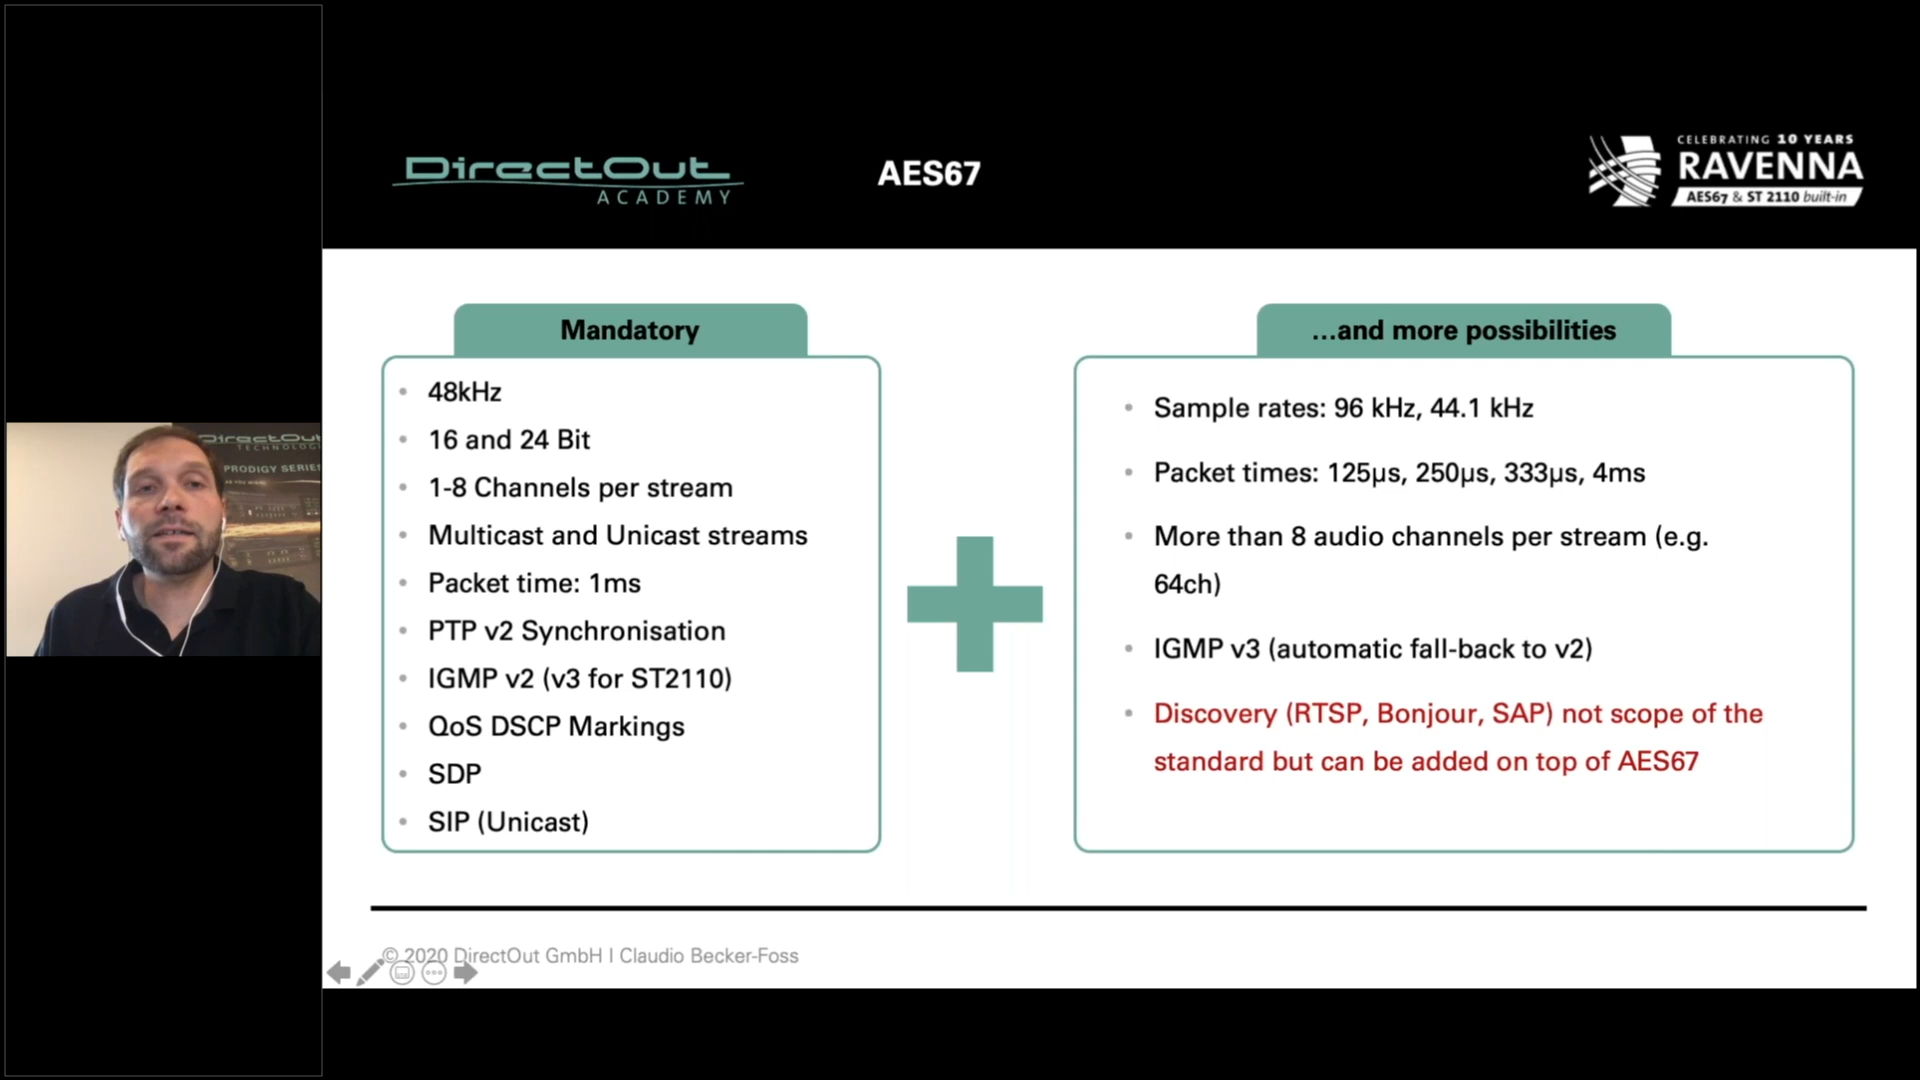 DirectOut
ACADEMY
AES67
CELEBRATING 10 YEARS
RAVENNA
AES67 & ST 2110 built-in
Mandatory
• 48kHz
• 16 and 24 Bit
• 1-8 Channels per stream
• Multicast and Unicast streams
• Packet time: 1ms
• PTP v2 Synchronisation
• IGMP v2 (v3 for ST2110)
• QoS DSCP Markings
• SDP
• SIP (Unicast)
...and more possibilities
• Sample rates: 96 kHz, 44.1 kHz
• Packet times: 125µs, 250µs, 333µs, 4ms
• More than 8 audio channels per stream (e.g.
64ch)
• IGMP v3 (automatic fall-back to v2)
• Discovery (RTSP, Bonjour, SAP) not scope of the
standard but can be added on top of AES67
DirectOut
TECHNOLOG
PRODIGY SERIES
© 2020 DirectOut GmbH I Claudio Becker-Foss